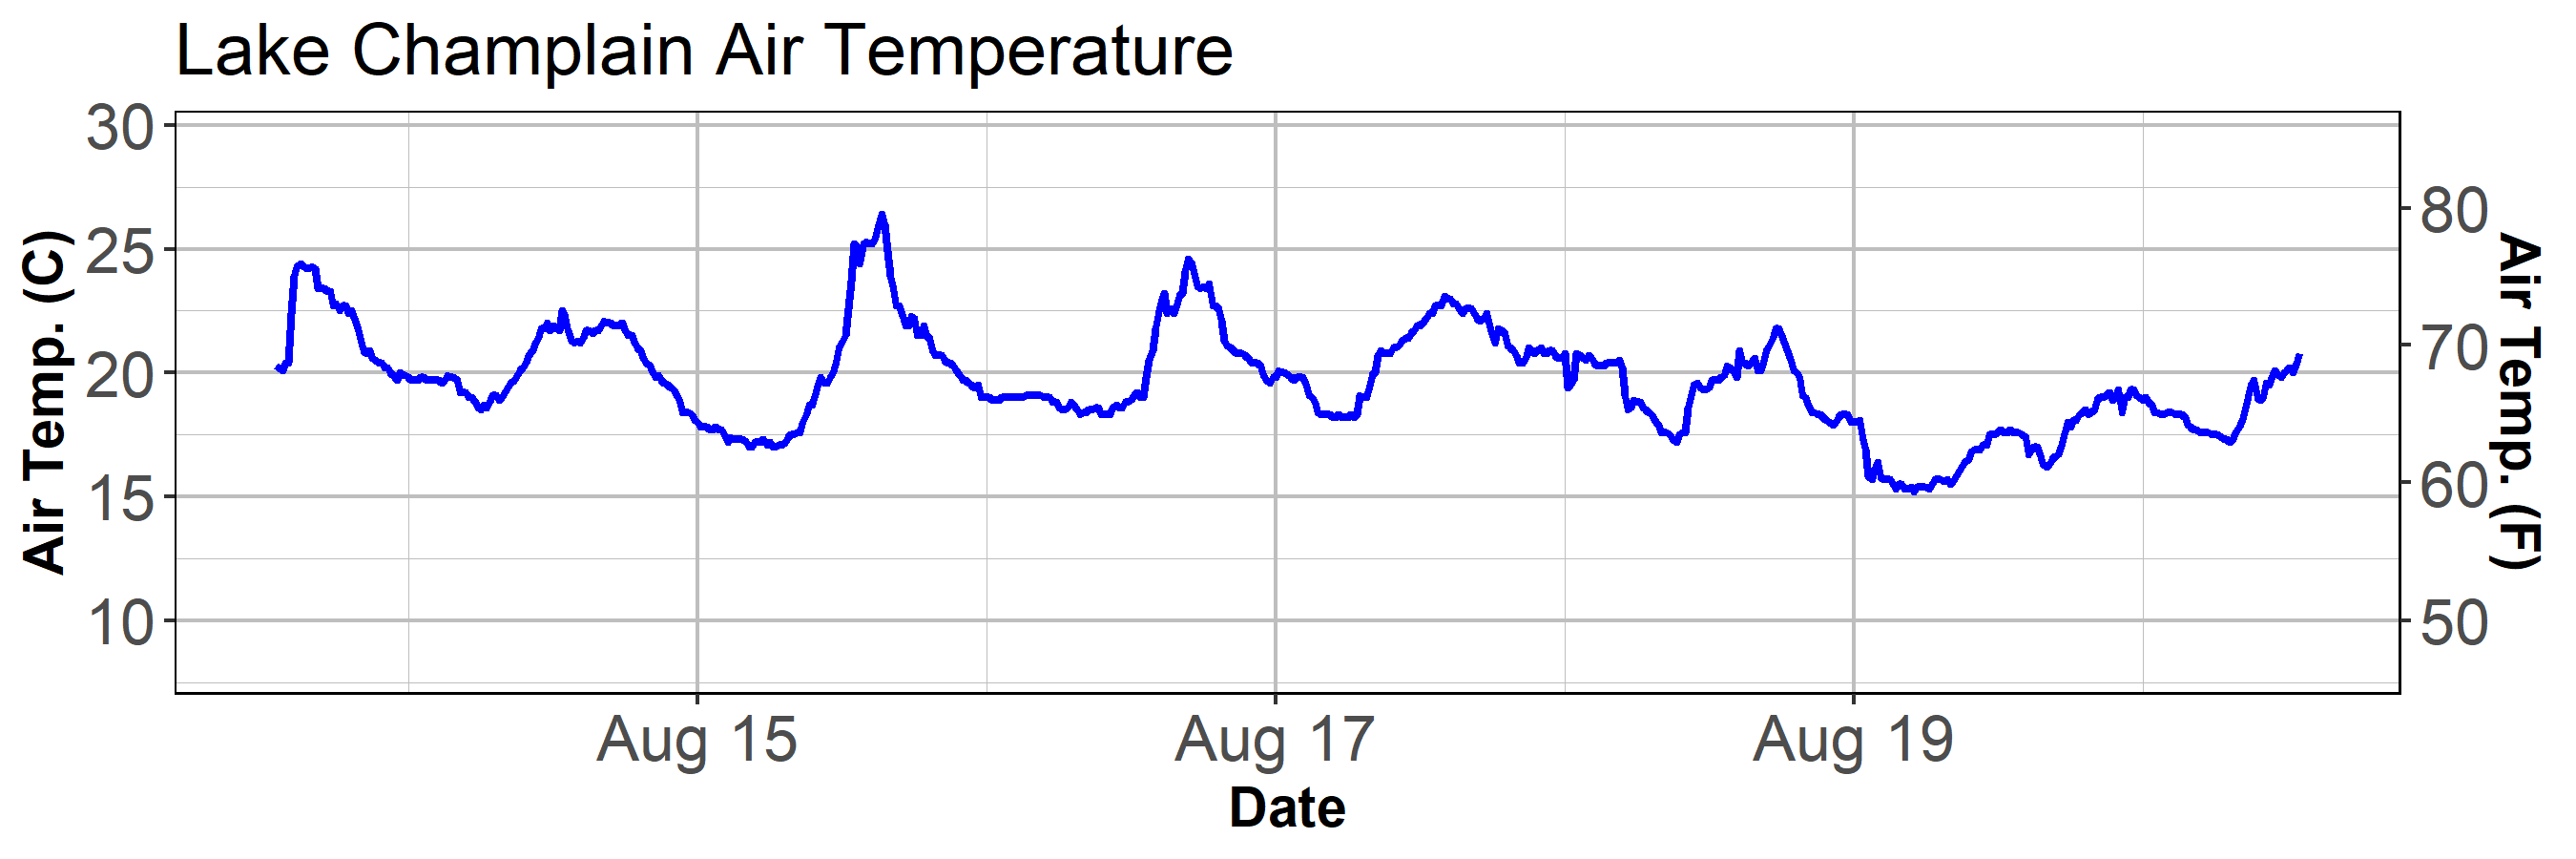 Lake Champlain Air Temperature
Air Temp. (C)
30
25
20
15
10
80
70
60
50
Air Temp. (F)
Aug 15
Aug 17
Aug 19
Date